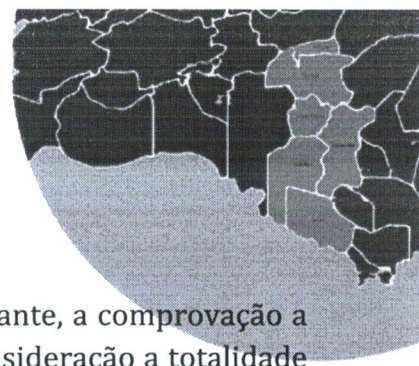 ante, a comprovação a
sideração a totalidade